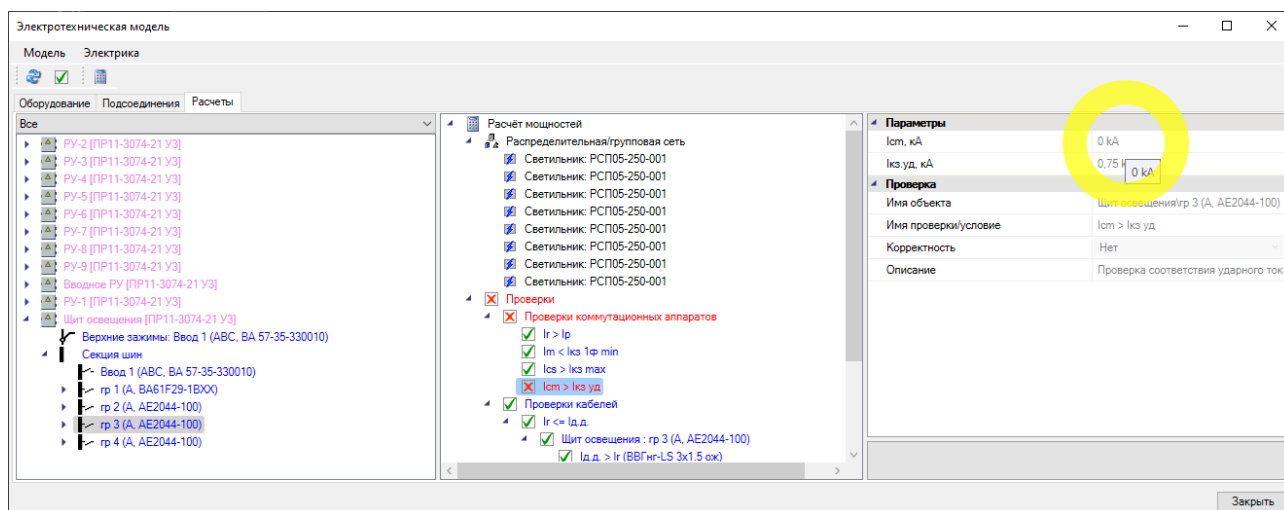 Электротехническая модель
Модель Электрика
Оборудование Подсоединения Расчеты
Все
РУ-2 [ПР11-3074-21 У3]
РУ-3 [ПР11-3074-21 У3]
РУ-4 [ПР11-3074-21 У3]
РУ-5 [ПР11-3074-21 У3]
РУ-6 [ПР11-3074-21 У3]
РУ-7 [ПР11-3074-21 У3]
РУ-8 [ПР11-3074-21 У3]
РУ-9 [ПР11-3074-21 У3]
Вводное РУ [ПР11-3074-21 У3]
РУ-1 [ПР11-3074-21 У3]
Щит освещения [ПР11-3074-21 У3]
Верхние зажимы: Ввод 1 (ABC, ВА 57-35-330010)
Секция шин
Ввод 1 (ABC, ВА 57-35-330010)
гр 1 (A, ВА61F29-1BXX)
гр 2 (A, АЕ2044-100)
гр 3 (A, АЕ2044-100)
гр 4 (A, АЕ2044-100)
Расчёт мощностей
Распределительная/групповая сеть
Светильник: РСП05-250-001
Светильник: РСП05-250-001
Светильник: РСП05-250-001
Светильник: РСП05-250-001
Светильник: РСП05-250-001
Светильник: РСП05-250-001
Светильник: РСП05-250-001
Светильник: РСП05-250-001
Проверки
Проверки коммутационных аппаратов
Ir > Ip
Im < Iкз 1ф min
Ics > Iкз max
Icm > Iкз уд
Проверки кабелей
Ir <= Iд.д.
Щит освещения : гр 3 (A, АЕ2044-100)
Iд.д. > Ir (ВВГнг-LS 3x1.5 ож)
Параметры
Icm, кА 0 kA
Iкз.уд, кА 0,75 k
0 kA
Проверка
Имя объекта Щит освещения\гр 3 (A, АЕ2044-100)
Имя проверки/условие Icm > Iкз уд
Корректность Нет
Описание Проверка соответствия ударного ток
Закрыть